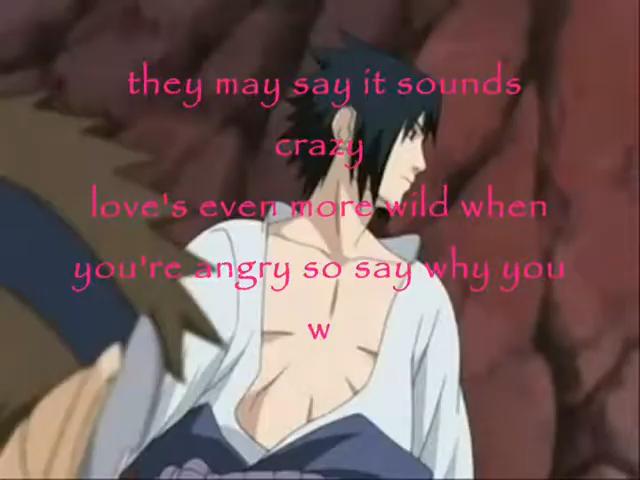 they may say it sounds
crazy
love's even more wild when
you're angry so say why you
w